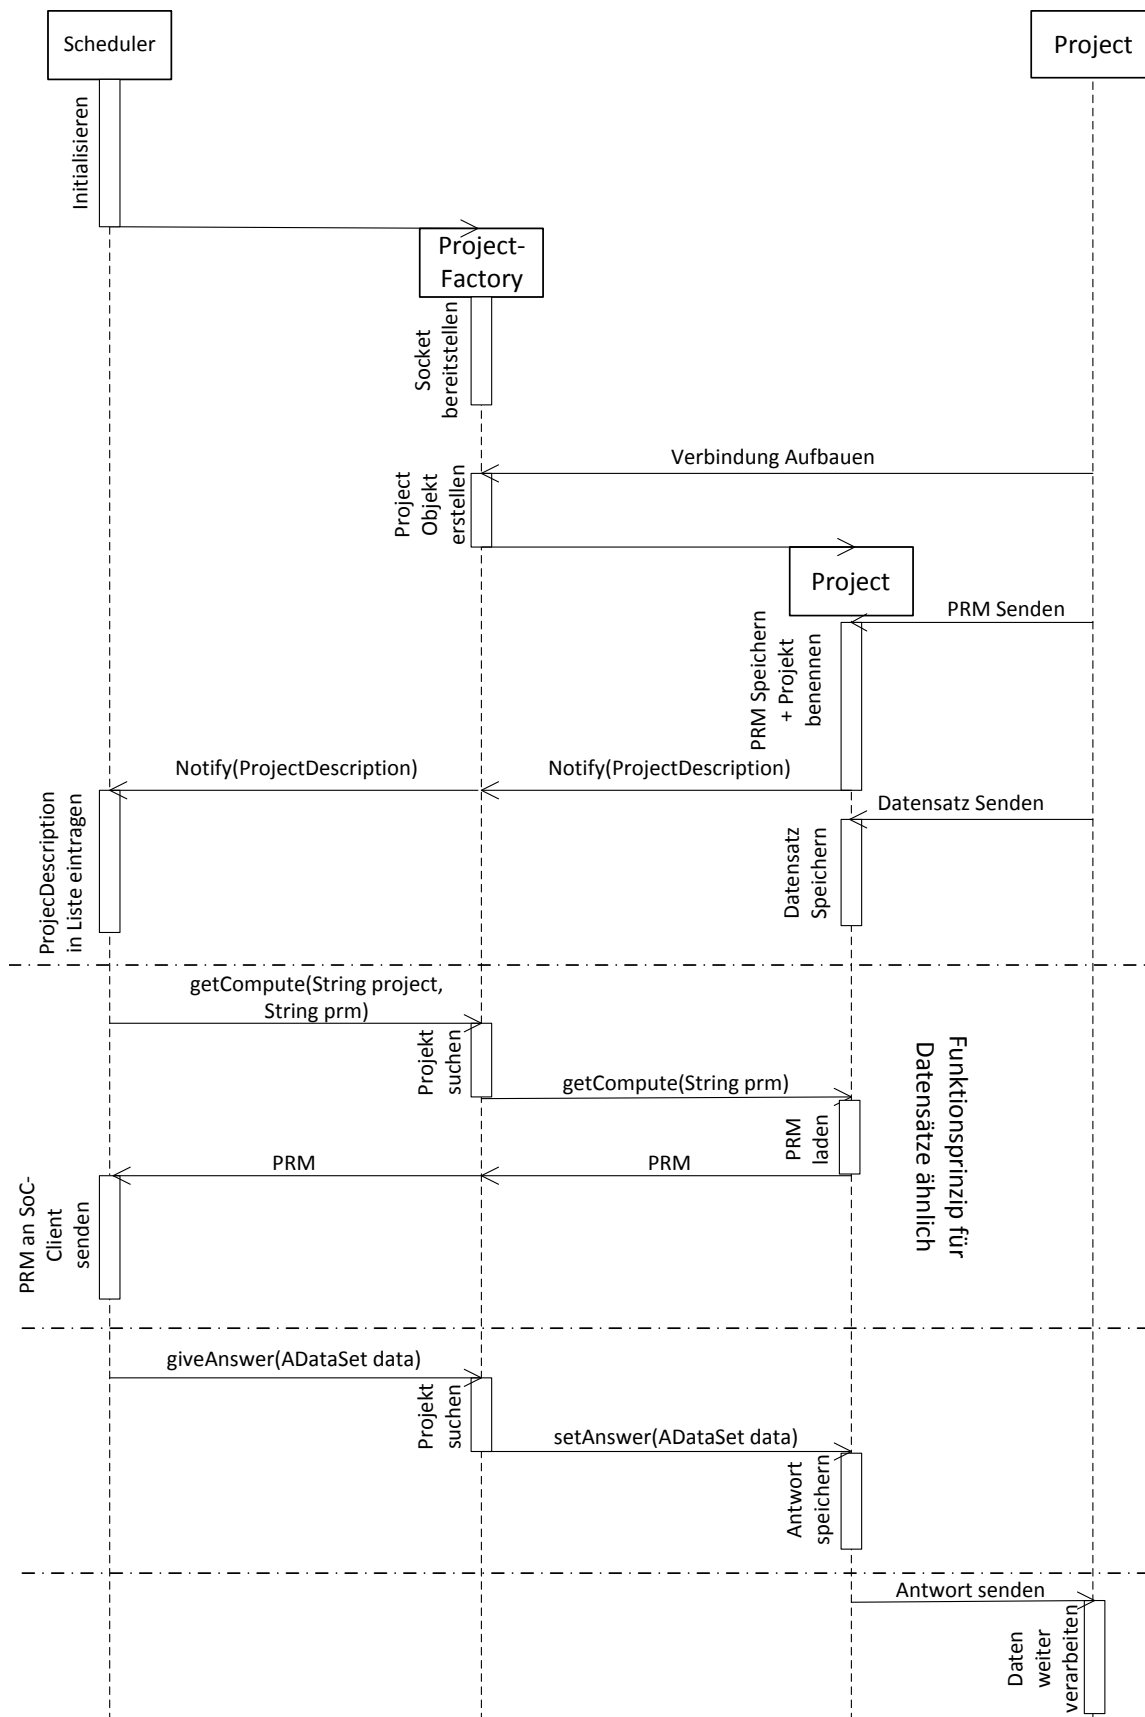 Scheduler
Project
Initialisieren
Project-
Factory
Socket
bereitstellen
Verbindung Aufbauen
Project
Objekt
erstellen
Project
PRM Senden
PRM Speichern
+ Projekt
benennen
Notify(ProjectDescription)
Notify(ProjectDescription)
Datensatz Senden
ProjecDescription
in Liste eintragen
Datensatz
Speichern
getCompute(String project,
String prm)
Projekt
suchen
getCompute(String prm)
Funktionsprinzip für
Datensätze ähnlich
PRM
laden
PRM
PRM
PRM an SoC-
Client
senden
giveAnswer(ADataSet data)
Projekt
suchen
setAnswer(ADataSet data)
Antwort
speichern
Antwort senden
Daten
weiter
verarbeiten